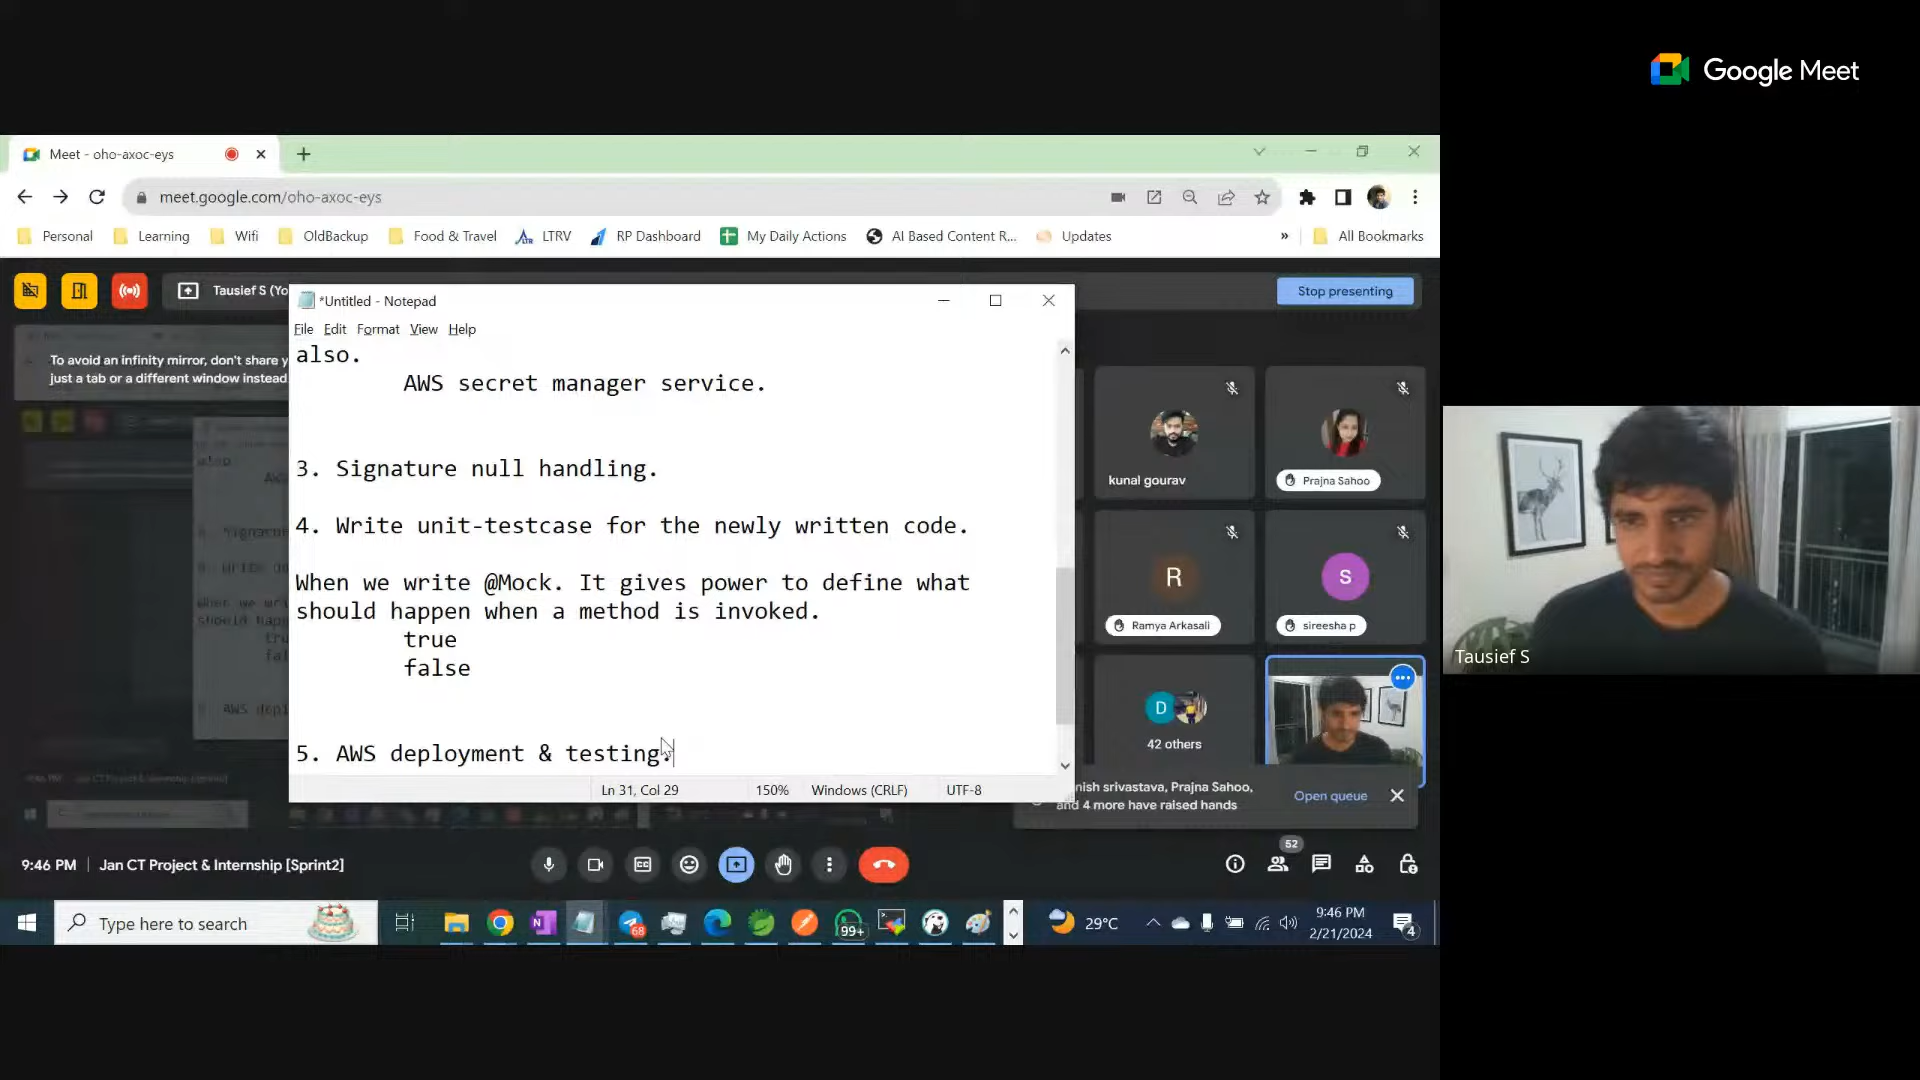 Google Meet
Meet - oho-axoc-eys
meet.google.com/oho-axoc-eys
Personal
Learning
Wifi
OldBackup
Food & Travel
LTRV
RP Dashboard
My Daily Actions
AI Based Content R...
Updates
»
All Bookmarks
Tausief S (Yo
Stop presenting
To avoid an infinity mirror, don't share y
just a tab or a different window instead
*Untitled - Notepad
File Edit Format View Help
also.
AWS secret manager service.
3. Signature null handling.
4. Write unit-testcase for the newly written code.
When we write @Mock. It gives power to define what
should happen when a method is invoked.
true
false
5. AWS deployment & testing.
Ln 31, Col 29
150%
Windows (CRLF)
UTF-8
kunal gourav
Prajna Sahoo
R
Ramya Arkasali
S
sireesha p
D
42 others
Tausief S
nish srivastava, Prajna Sahoo,
and 4 more have raised hands
Open queue
9:46 PM | Jan CT Project & Internship [Sprint2]
52
Type here to search
68
99+
29°C
9:46 PM
2/21/2024
4